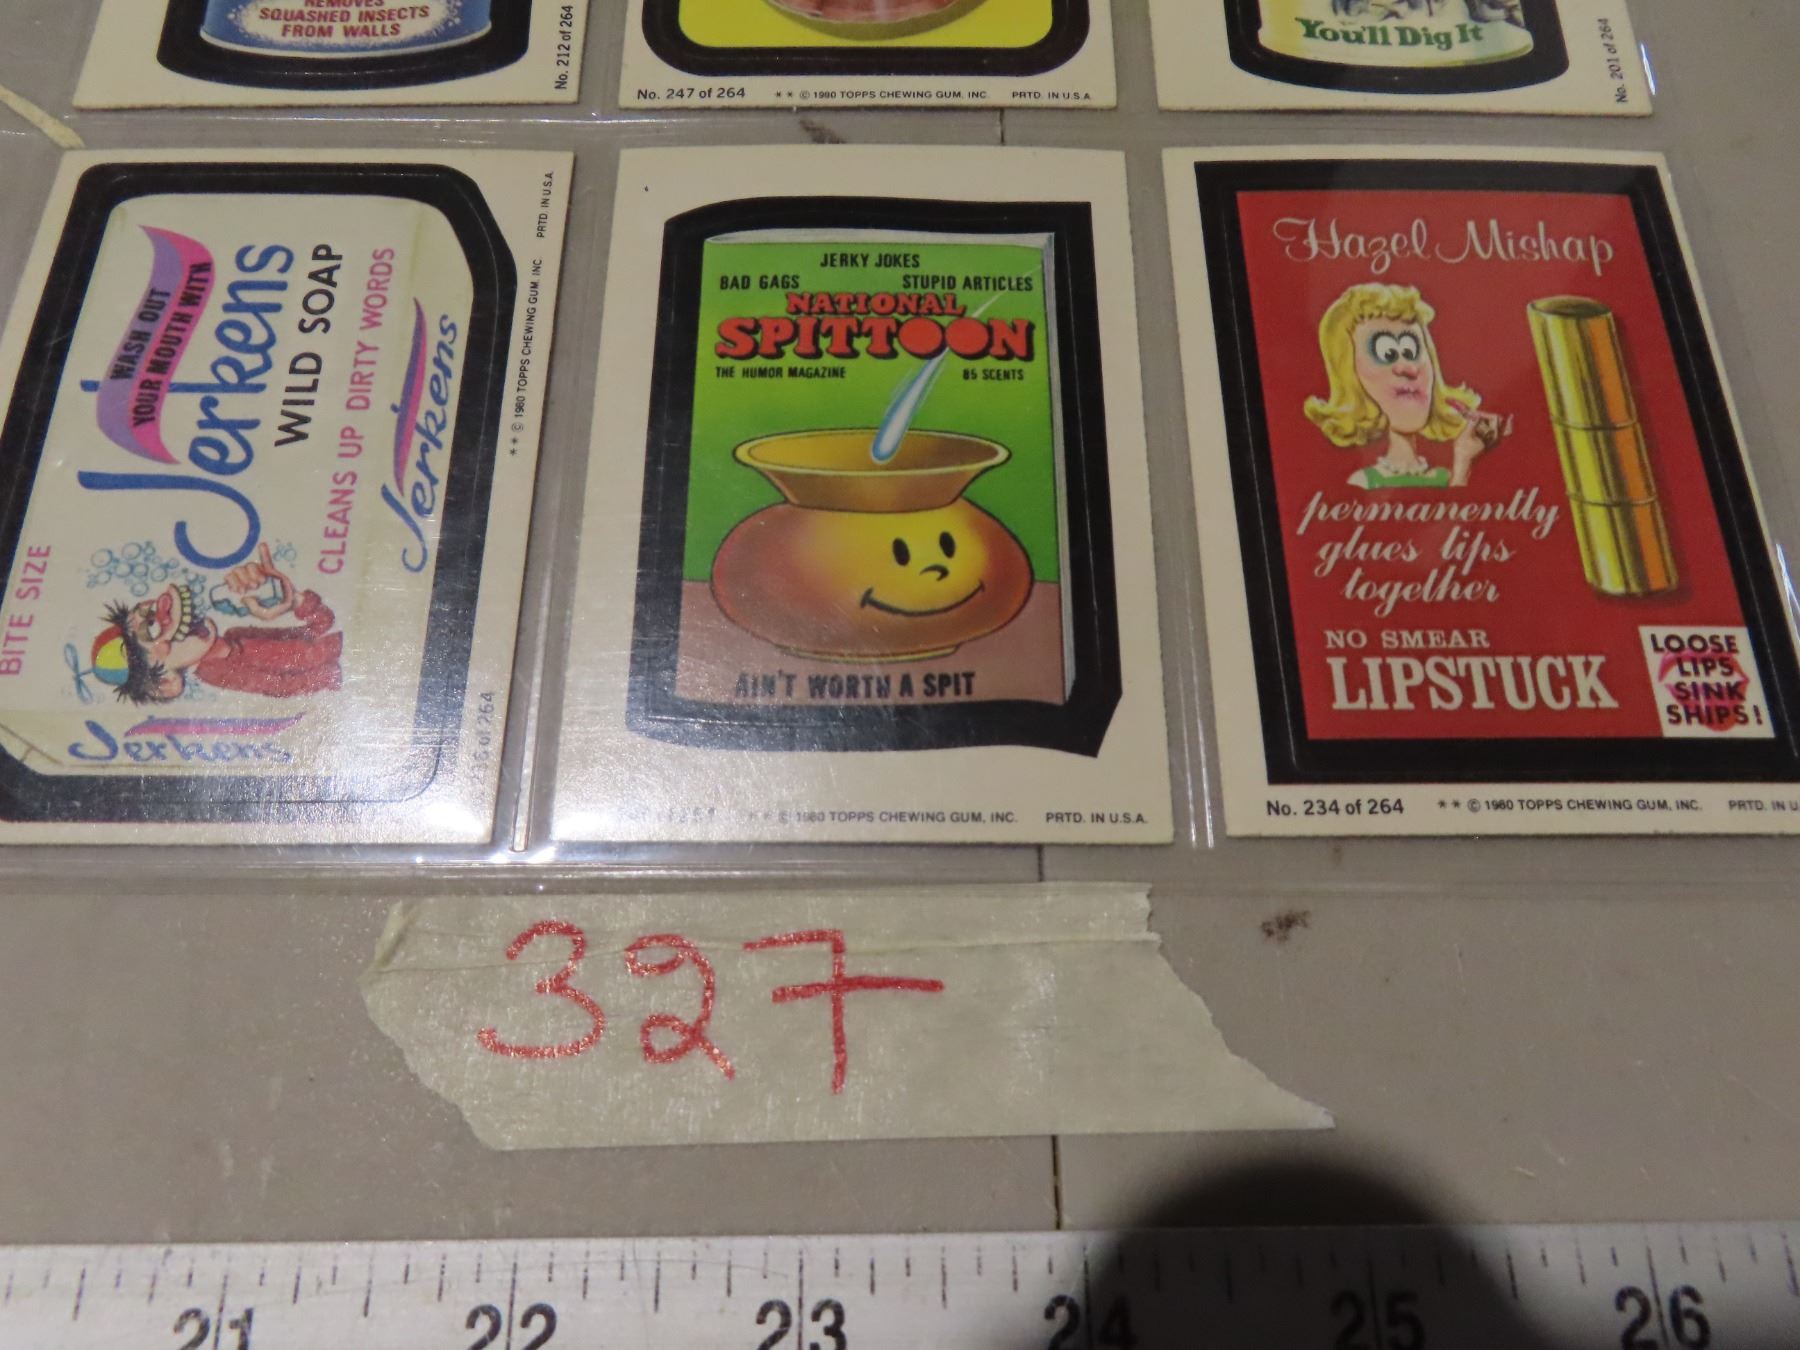 REMOVES
SQUASHED INSECTS
FROM WALLS
No. 212 of 264
No. 247 of 264 ** © 1980 TOPPS CHEWING GUM, INC. PRTD. IN U.S.A.
You'll Dig It
No. 201 of 264
WASH OUT
YOUR MOUTH WITH
Jerkens
WILD SOAP
CLEANS UP DIRTY WORDS
Jerkens
BITE SIZE
Jerkens
** © 1980 TOPPS CHEWING GUM, INC. PRTD. IN U.S.A.
of 264
JERKY JOKES
BAD GAGS STUPID ARTICLES
NATIONAL
SPITTOON
THE HUMOR MAGAZINE 85 SCENTS
AIN'T WORTH A SPIT
© 1980 TOPPS CHEWING GUM, INC. PRTD. IN U.S.A.
Hazel Mishap
permanently
glues lips
together
NO SMEAR
LIPSTUCK
LOOSE
LIPS
SINK
SHIPS!
No. 234 of 264 ** © 1980 TOPPS CHEWING GUM, INC. PRTD. IN U
327
21 22 23 24 25 26